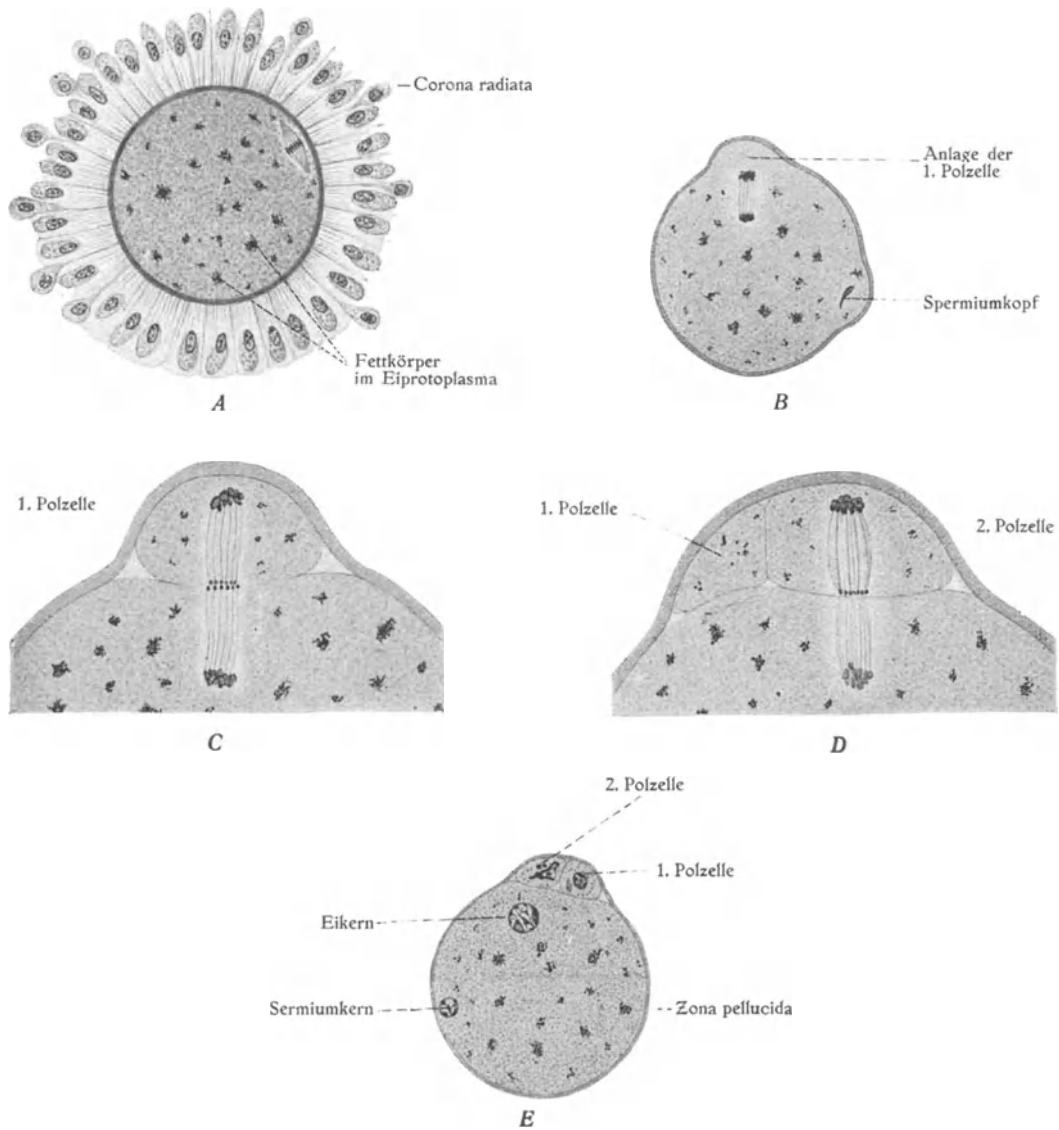 Corona radiata
Fettkörper
im Eiprotoplasma
A
Anlage der
1. Polzelle
Spermiumkopf
B
1. Polzelle
C
1. Polzelle
2. Polzelle
D
2. Polzelle
1. Polzelle
Eikern
Sermiumkern
Zona pellucida
E